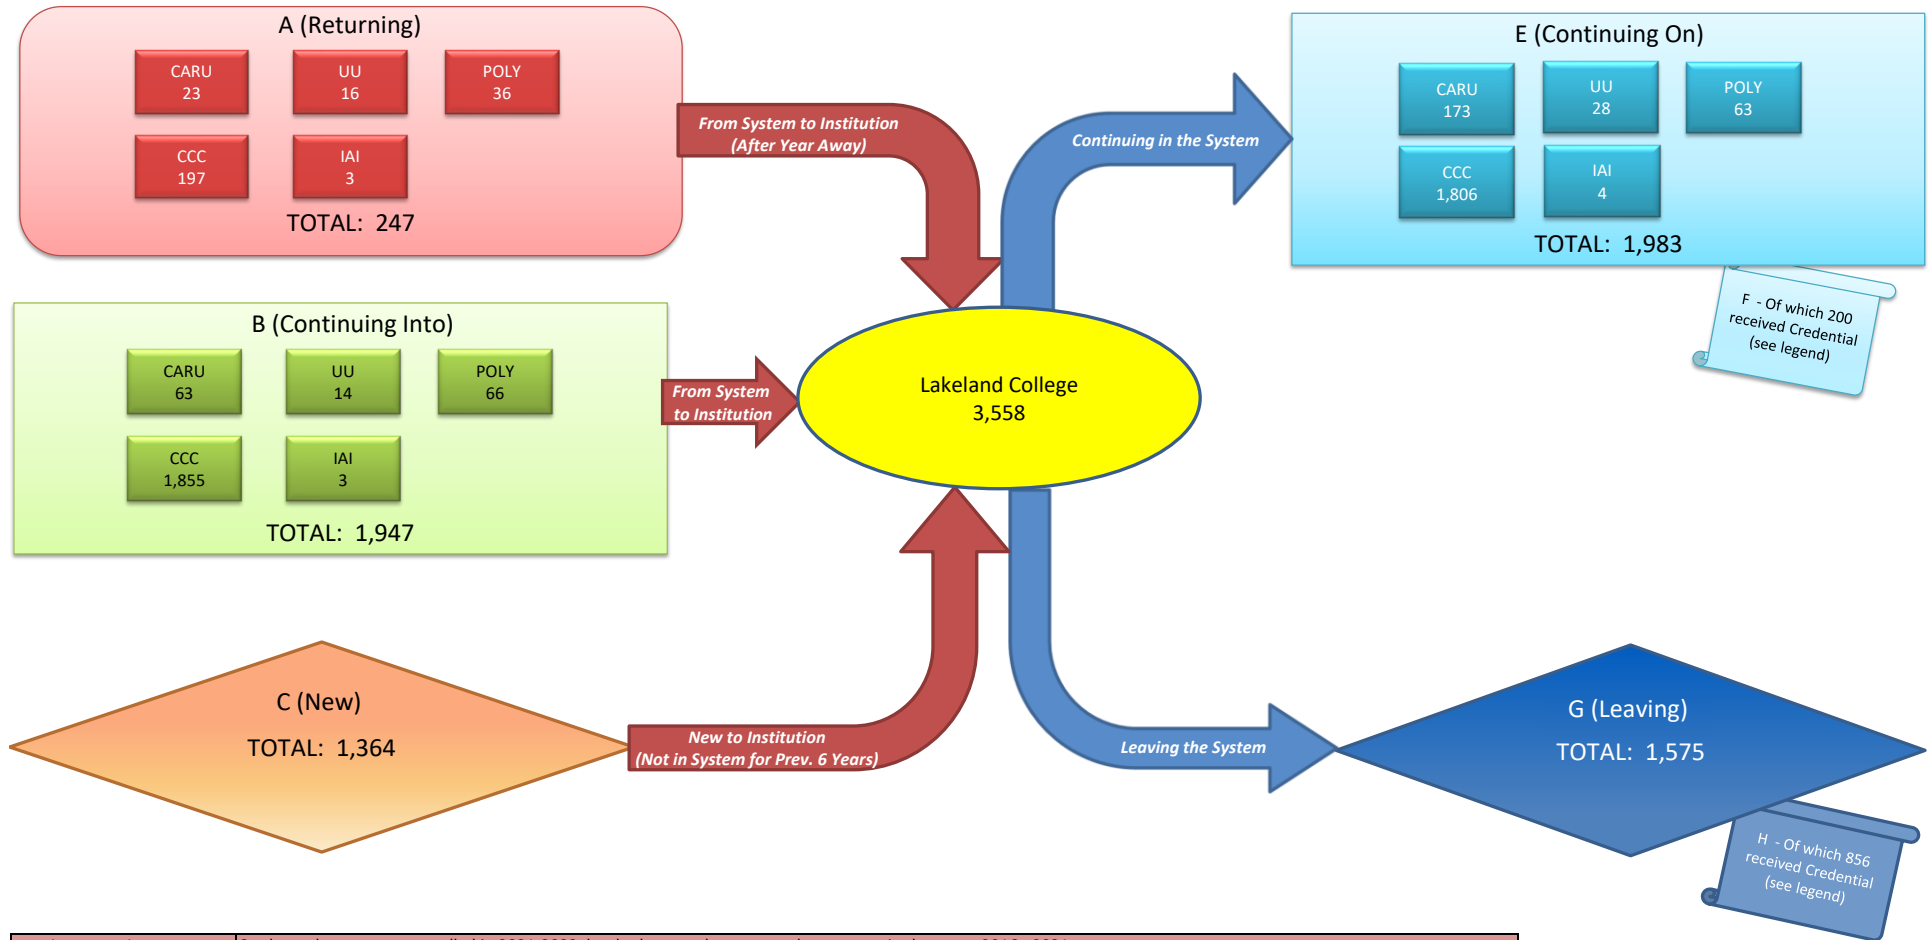 A (Returning)
CARU
23
UU
16
POLY
36
CCC
197
IAI
3
TOTAL: 247
From System to Institution
(After Year Away)
Continuing in the System
E (Continuing On)
CARU
173
UU
28
POLY
63
CCC
1,806
IAI
4
TOTAL: 1,983
F - Of which 200
received Credential
(see legend)
B (Continuing Into)
CARU
63
UU
14
POLY
66
CCC
1,855
IAI
3
TOTAL: 1,947
From System
to Institution
Lakeland College
3,558
C (New)
TOTAL: 1,364
New to Institution
(Not in System for Prev. 6 Years)
Leaving the System
G (Leaving)
TOTAL: 1,575
H - Of which 856
received Credential
(see legend)